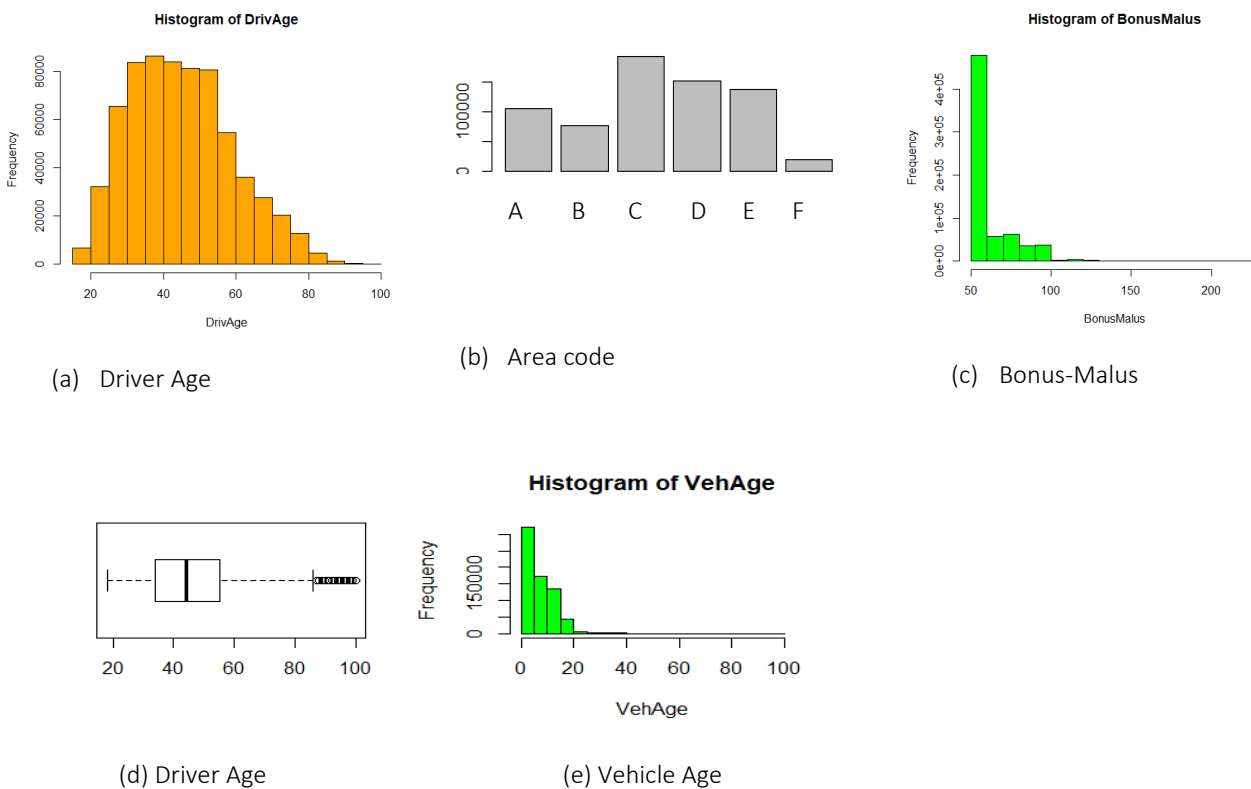 Histogram of DrivAge
Frequency
0 20000 40000 60000 80000
20 40 60 80 100
DrivAge
(a) Driver Age
0 100000
A B C D E F
(b) Area code
Histogram of BonusMalus
Frequency
0e+00 1e+05 2e+05 3e+05 4e+05
50 100 150 200
BonusMalus
(c) Bonus-Malus
20 40 60 80 100
(d) Driver Age
Histogram of VehAge
Frequency
0 150000
0 20 40 60 80 100
VehAge
(e) Vehicle Age